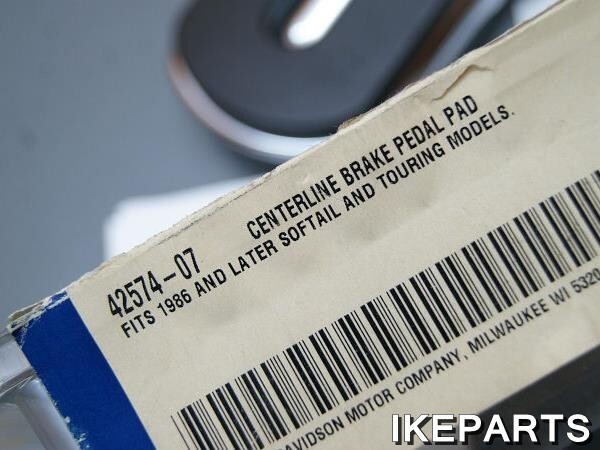 42574-07 CENTERLINE BRAKE PEDAL PAD
FITS 1986 AND LATER SOFTAIL AND TOURING MODELS.
MOTOR COMPANY, MILWAUKEE WI
IKEPARTS